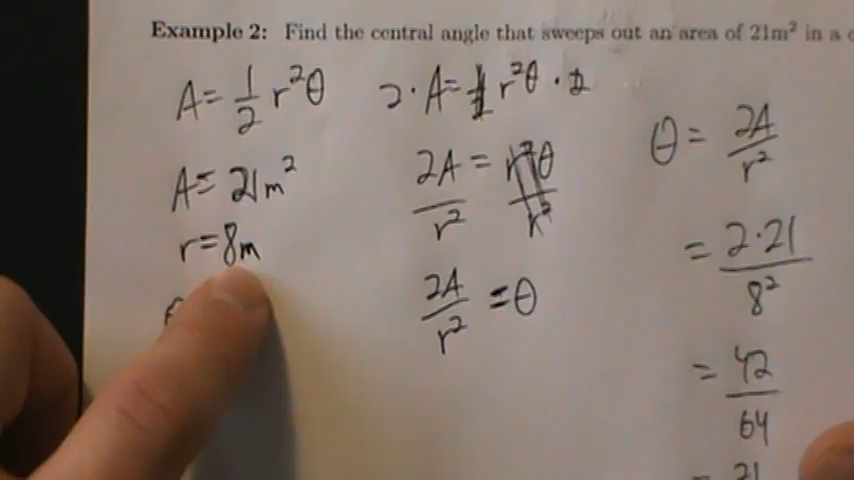 Example 2: Find the central angle that sweeps out an area of 21m² in a
A = 1/2 r²θ
A = 21m²
r = 8m
θ
2 · A = 1/2 r²θ · 2
2A/r² = r²θ/r²
2A/r² = θ
θ = 2A/r²
= 2·21/8²
= 42/64
= 21